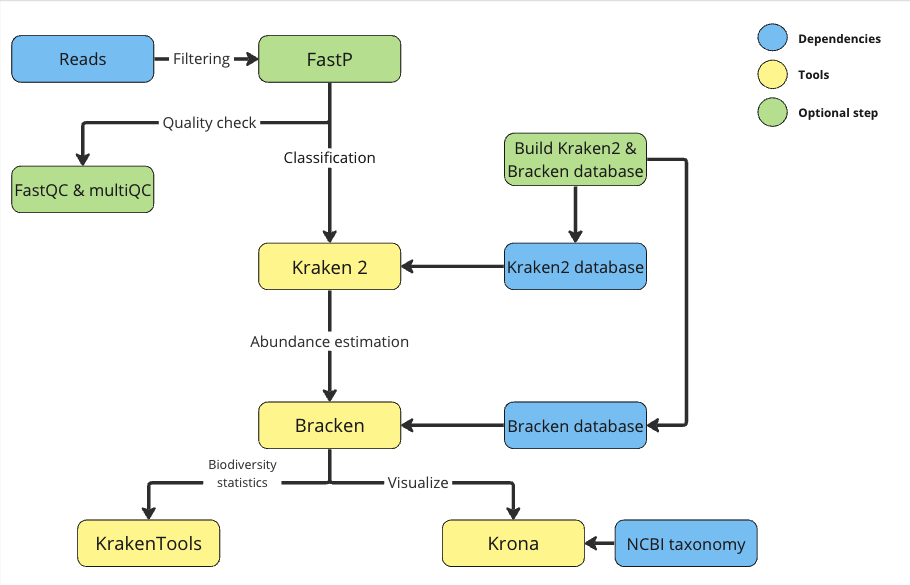 Reads
Filtering
FastP
Dependencies
Tools
Optional step
Quality check
Classification
FastQC & multiQC
Build Kraken2 &
Bracken database
Kraken 2
Kraken2 database
Abundance estimation
Bracken
Bracken database
Biodiversity
statistics
Visualize
KrakenTools
Krona
NCBI taxonomy